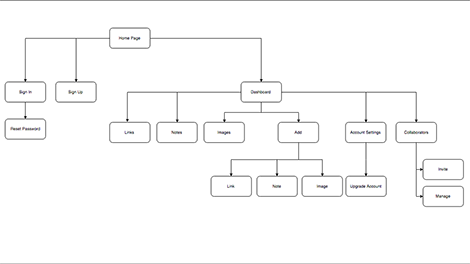 Home Page
Sign In
Sign Up
Dashboard
Reset Password
Links
Notes
Images
Add
Account Settings
Collaborators
Invite
Link
Note
Image
Upgrade Account
Manage